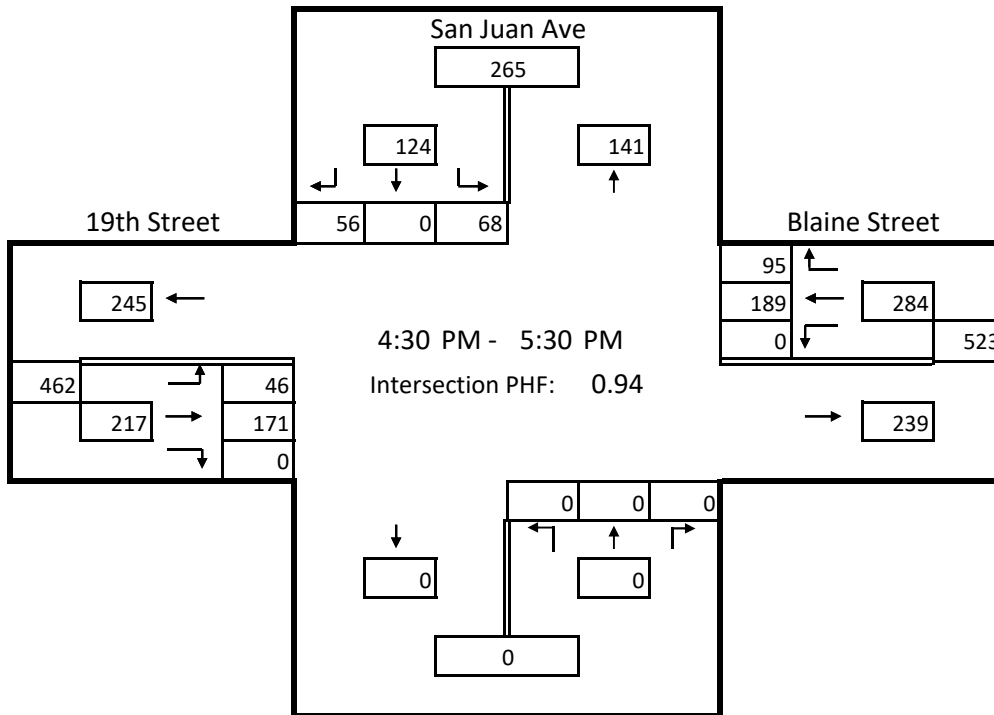 San Juan Ave
265
124
141
56 0 68
19th Street
Blaine Street
95
245
189
284
0
523
4:30 PM - 5:30 PM
462
46
Intersection PHF: 0.94
217
171
239
0
0 0 0
0
0
0